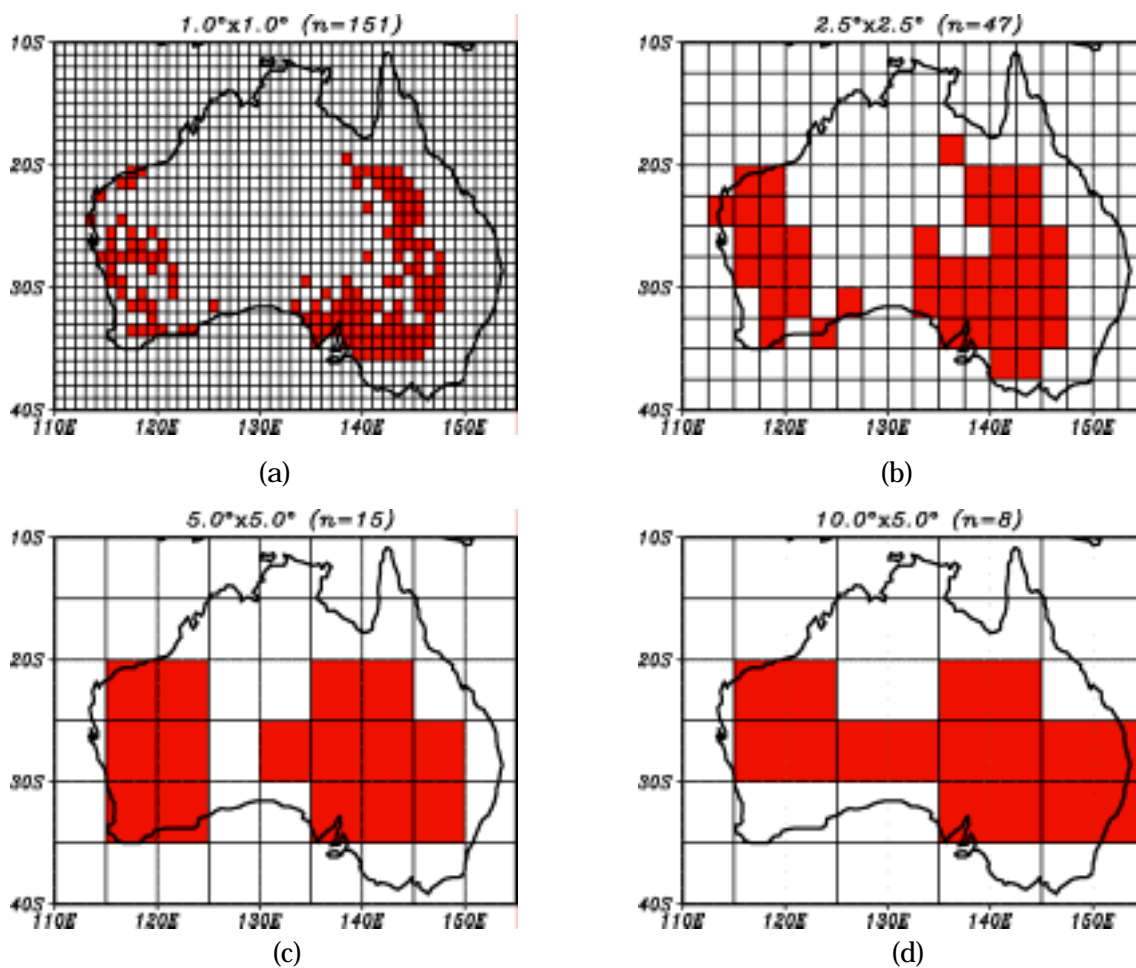 1.0°x1.0° (n=151)
10S
20S
30S
40S
110E 120E 130E 140E 150E
(a)
2.5°x2.5° (n=47)
10S
20S
30S
40S
110E 120E 130E 140E 150E
(b)
5.0°x5.0° (n=15)
10S
20S
30S
40S
110E 120E 130E 140E 150E
(c)
10.0°x5.0° (n=8)
10S
20S
30S
40S
110E 120E 130E 140E 150E
(d)